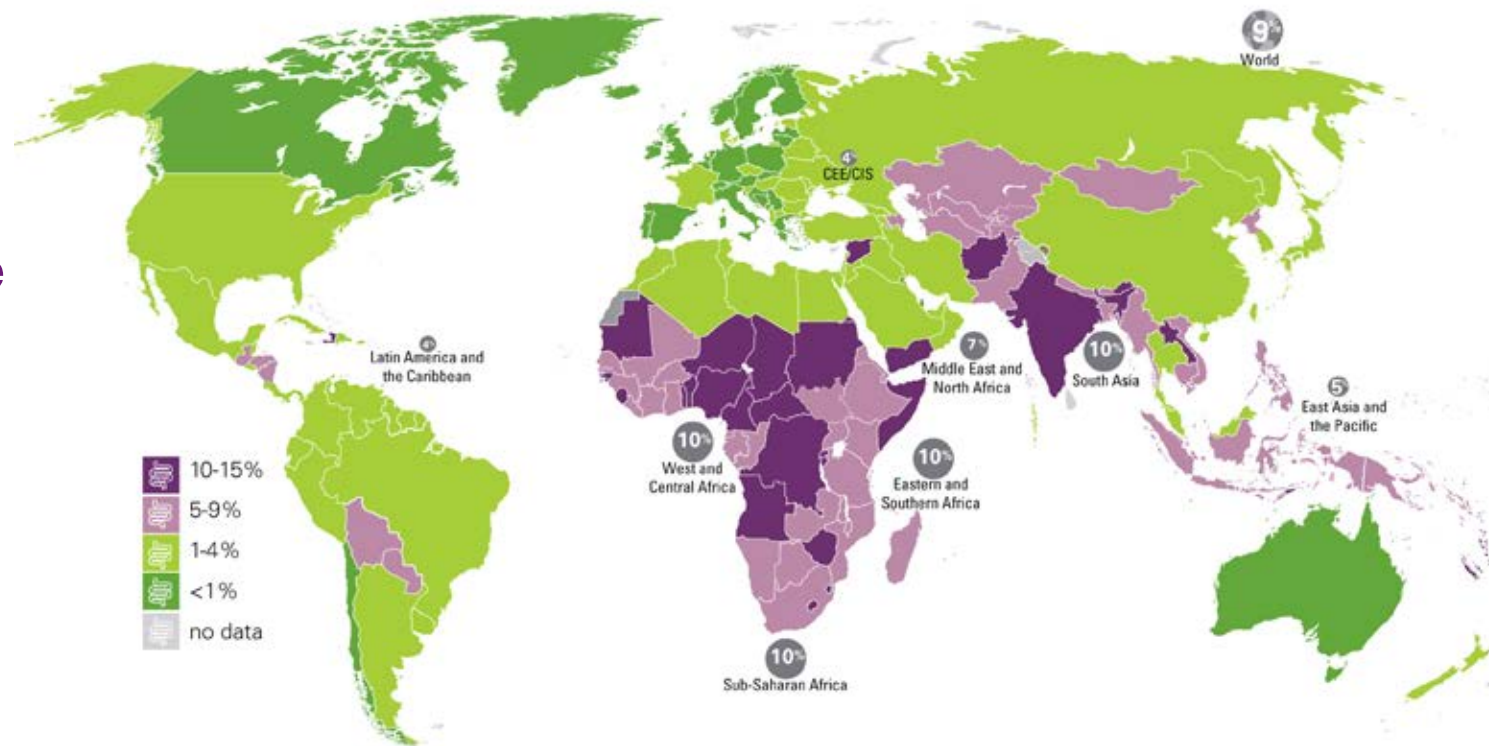 9%
World
4%
CEE/CIS
e
4%
Latin America and
the Caribbean
7%
Middle East and
North Africa
10%
South Asia
5%
East Asia and
the Pacific
10%
West and
Central Africa
10%
Eastern and
Southern Africa
10-15%
5-9%
1-4%
<1%
no data
10%
Sub-Saharan Africa